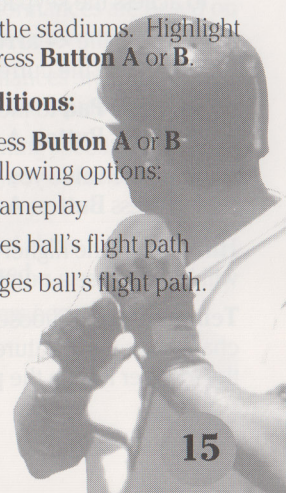 the stadiums. Highlight
ress Button A or B.
ditions:
ess Button A or B
llowing options:
ameplay
es ball's flight path
ges ball's flight path.
15